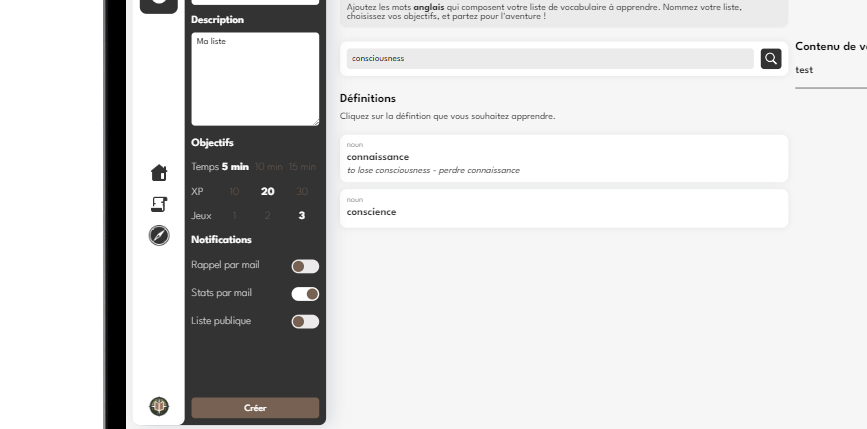 Description
Ma liste
Objectifs
Temps 5 min 10 min 15 min
XP 10 20 30
Jeux 1 2 3
Notifications
Rappel par mail
Stats par mail
Liste publique
Créer
Ajoutez les mots anglais qui composent votre liste de vocabulaire à apprendre. Nommez votre liste,
choisissez vos objectifs, et partez pour l'aventure !
consciousness
Définitions
Cliquez sur la défintion que vous souhaitez apprendre.
noun
connaissance
to lose consciousness - perdre connaissance
noun
conscience
Contenu de v
test